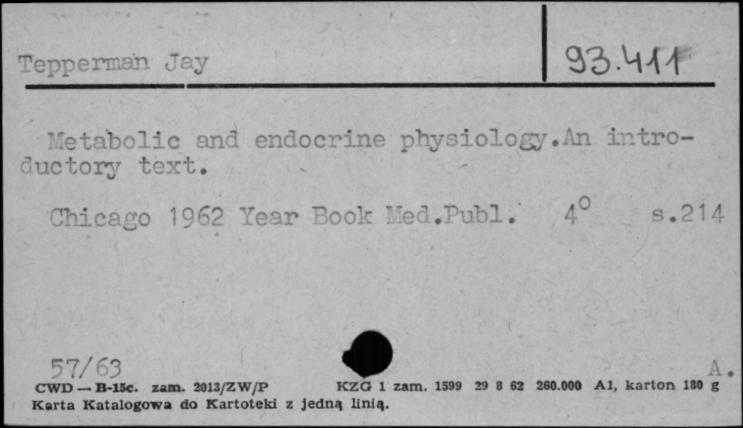 Tepperman Jay
93.411
Metabolic and endocrine physiology.An intro-
ductory text.
Chicago 1962 Year Book Med.Publ. 4° s.214
57/63 A.
CWD — B-15c. zam. 2013/ZW/P KZG 1 zam. 1599 29 8 62 260.000 A1, karton 180 g
Karta Katalogowa do Kartoteki z jedną linią.